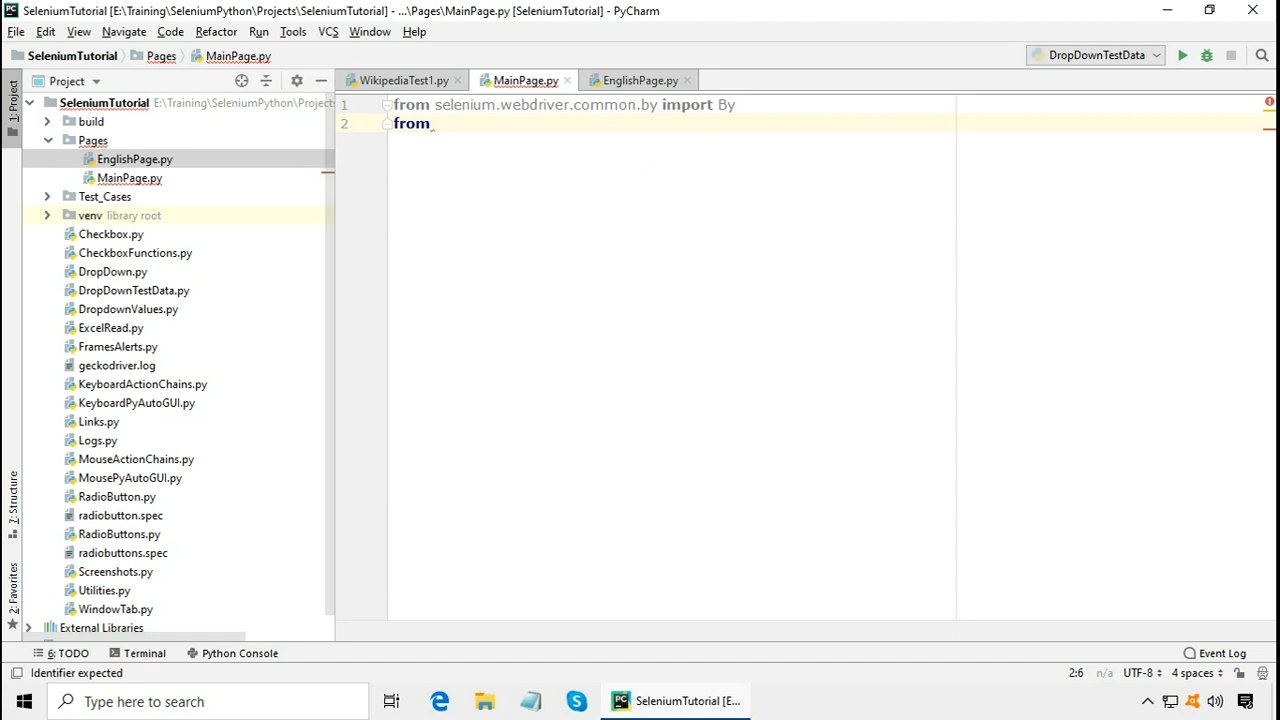 SeleniumTutorial [E:\Training\SeleniumPython\Projects\SeleniumTutorial] - ...\Pages\MainPage.py [SeleniumTutorial] - PyCharm
File Edit View Navigate Code Refactor Run Tools VCS Window Help
SeleniumTutorial Pages MainPage.py DropDownTestData
1: Project
Project WikipediaTest1.py MainPage.py EnglishPage.py
SeleniumTutorial E:\Training\SeleniumPython\Projects
build
Pages
EnglishPage.py
MainPage.py
Test_Cases
venv library root
Checkbox.py
CheckboxFunctions.py
DropDown.py
DropDownTestData.py
DropdownValues.py
ExcelRead.py
FramesAlerts.py
geckodriver.log
KeyboardActionChains.py
KeyboardPyAutoGUI.py
Links.py
Logs.py
MouseActionChains.py
MousePyAutoGUI.py
RadioButton.py
radiobutton.spec
RadioButtons.py
radiobuttons.spec
Screenshots.py
Utilities.py
WindowTab.py
External Libraries
1 from selenium.webdriver.common.by import By
2 from
7: Structure
2: Favorites
6: TODO Terminal Python Console Event Log
Identifier expected 2:6 n/a UTF-8 4 spaces
Type here to search SeleniumTutorial [E...